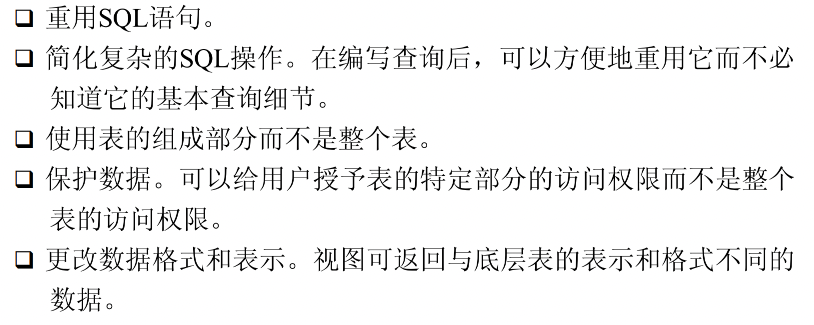 ❑ 重用SQL语句。
❑ 简化复杂的SQL操作。在编写查询后，可以方便地重用它而不必
知道它的基本查询细节。
❑ 使用表的组成部分而不是整个表。
❑ 保护数据。可以给用户授予表的特定部分的访问权限而不是整个
表的访问权限。
❑ 更改数据格式和表示。视图可返回与底层表的表示和格式不同的
数据。